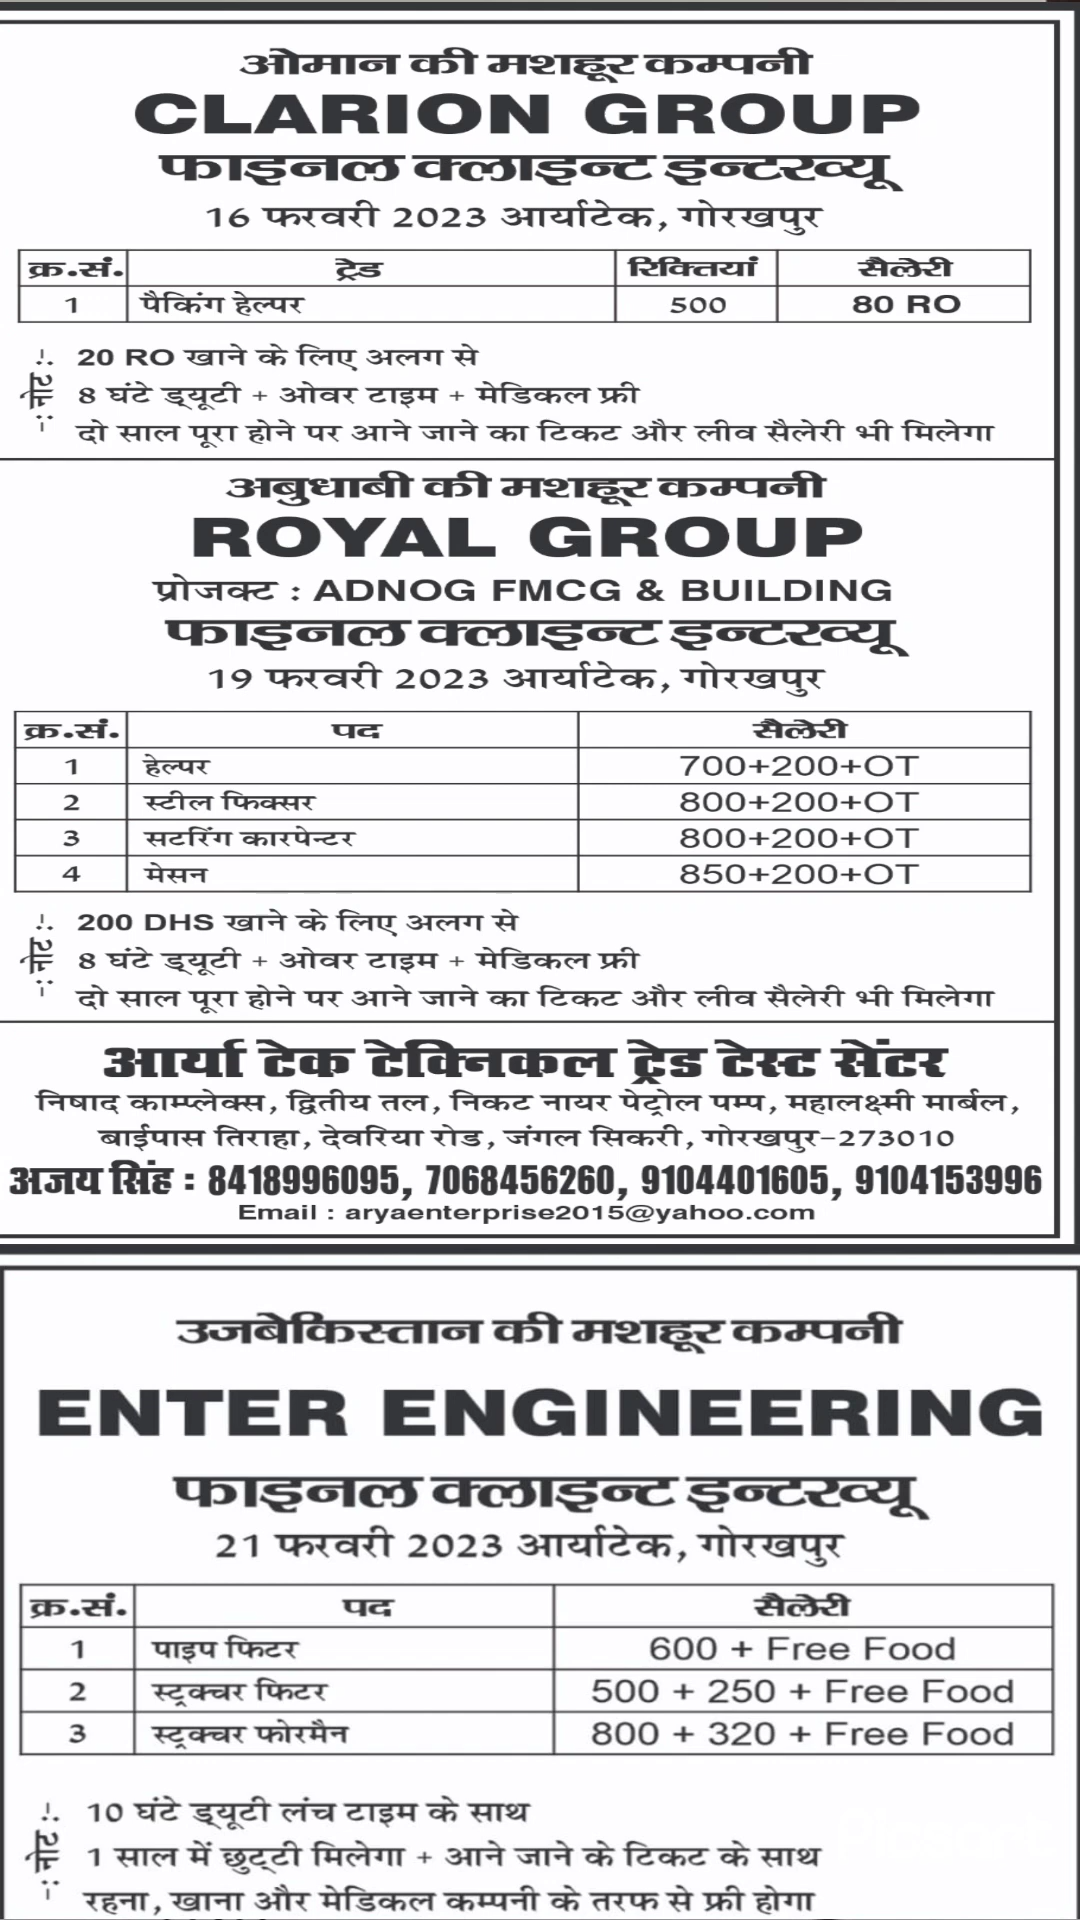 ओमान की मशहूर कम्पनी
CLARION GROUP
फाइनल क्लाइन्ट इन्टरव्यू
16 फरवरी 2023 आर्याटेक, गोरखपुर
क्र.सं. ट्रेड रिक्तियां सैलेरी
1 पैकिंग हेल्पर 500 80 RO
नोट :-
20 RO खाने के लिए अलग से
8 घंटे ड्यूटी + ओवर टाइम + मेडिकल फ्री
दो साल पूरा होने पर आने जाने का टिकट और लीव सैलेरी भी मिलेगा
अबुधाबी की मशहूर कम्पनी
ROYAL GROUP
प्रोजक्ट : ADNOG FMCG & BUILDING
फाइनल क्लाइन्ट इन्टरव्यू
19 फरवरी 2023 आर्याटेक, गोरखपुर
क्र.सं. पद सैलेरी
1 हेल्पर 700+200+OT
2 स्टील फिक्सर 800+200+OT
3 सटरिंग कारपेन्टर 800+200+OT
4 मेसन 850+200+OT
नोट :-
200 DHS खाने के लिए अलग से
8 घंटे ड्यूटी + ओवर टाइम + मेडिकल फ्री
दो साल पूरा होने पर आने जाने का टिकट और लीव सैलेरी भी मिलेगा
आर्या टेक टेक्निकल ट्रेड टेस्ट सेंटर
निषाद काम्प्लेक्स, द्वितीय तल, निकट नायर पेट्रोल पम्प, महालक्ष्मी मार्बल,
बाईपास तिराहा, देवरिया रोड, जंगल सिकरी, गोरखपुर-273010
अजय सिंह : 8418996095, 7068456260, 9104401605, 9104153996
Email : aryaenterprise2015@yahoo.com
उजबेकिस्तान की मशहूर कम्पनी
ENTER ENGINEERING
फाइनल क्लाइन्ट इन्टरव्यू
21 फरवरी 2023 आर्याटेक, गोरखपुर
क्र.सं. पद सैलेरी
1 पाइप फिटर 600 + Free Food
2 स्ट्रक्चर फिटर 500 + 250 + Free Food
3 स्ट्रक्चर फोरमैन 800 + 320 + Free Food
10 घंटे ड्यूटी लंच टाइम के साथ
1 साल में छुट्टी मिलेगा + आने जाने के टिकट के साथ
रहना, खाना और मेडिकल कम्पनी के तरफ से फ्री होगा